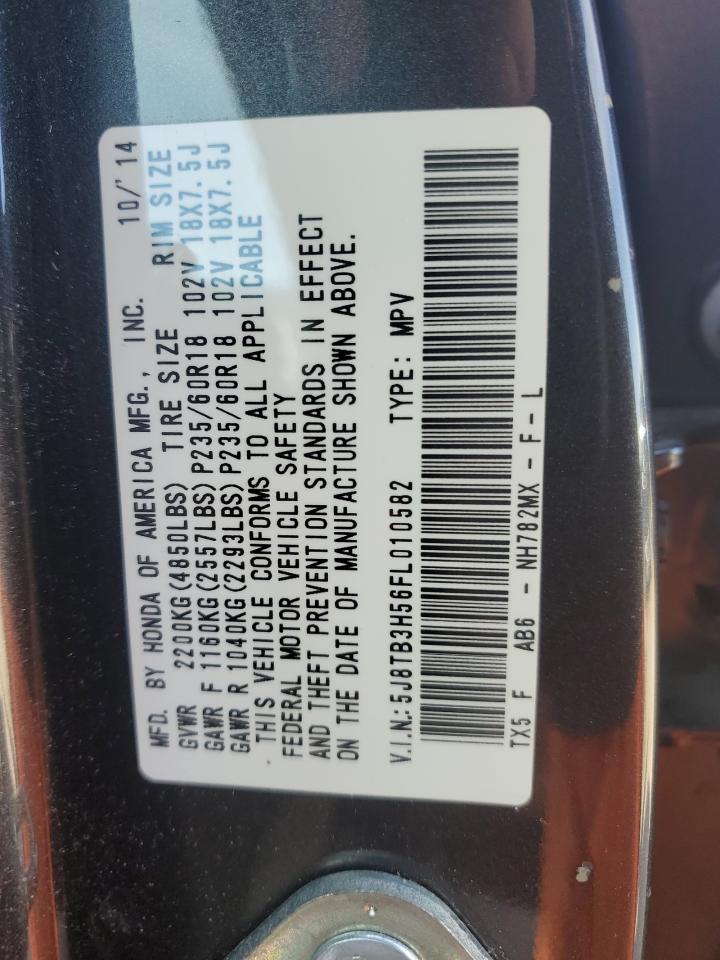 MFD. BY HONDA OF AMERICA MFG., INC. 10/'14
GVWR 2200KG(4850LBS) TIRE SIZE RIM SIZE
GAWR F 1160KG(2557LBS)P235/60R18 102V 18X7.5J
GAWR R 1040KG(2293LBS)P235/60R18 102V 18X7.5J
THIS VEHICLE CONFORMS TO ALL APPLICABLE
FEDERAL MOTOR VEHICLE SAFETY
AND THEFT PREVENTION STANDARDS IN EFFECT
ON THE DATE OF MANUFACTURE SHOWN ABOVE.
V.I.N.:5J8TB3H56FL010582 TYPE: MPV
TX5 F AB6 - NH782MX - F - L